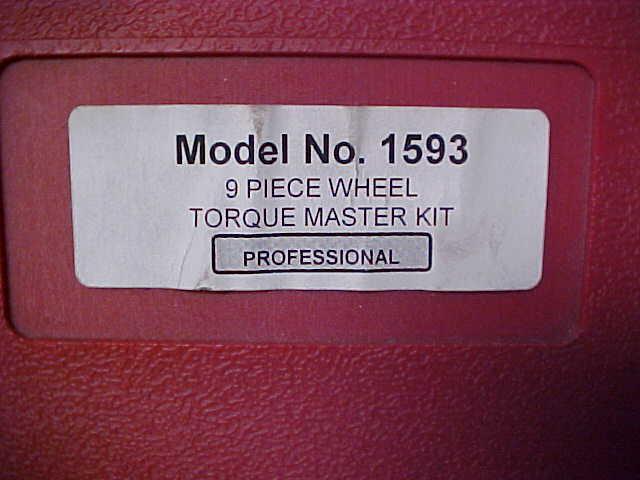 Model No. 1593
9 PIECE WHEEL
TORQUE MASTER KIT
PROFESSIONAL